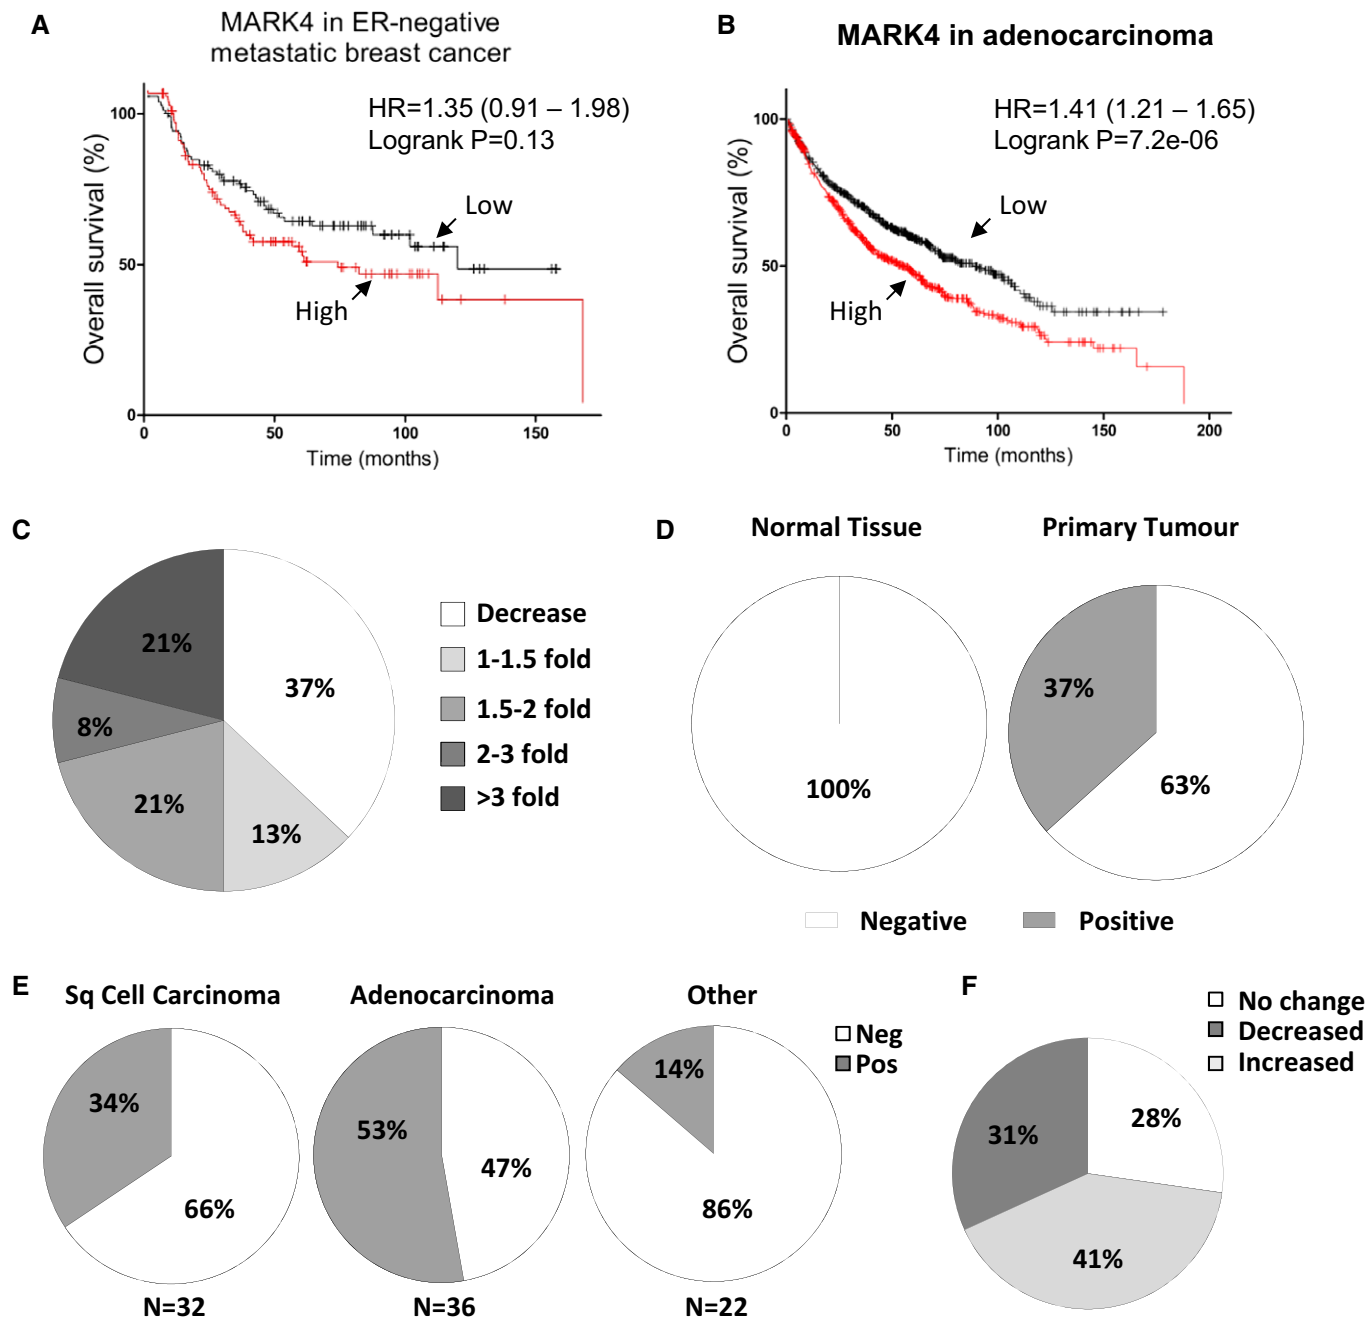 A
MARK4 in ER-negative
metastatic breast cancer
HR=1.35 (0.91 – 1.98)
Logrank P=0.13
Low
High
Overall survival (%)
100
50
0
0 50 100 150
Time (months)
B
MARK4 in adenocarcinoma
HR=1.41 (1.21 – 1.65)
Logrank P=7.2e-06
Low
High
Overall survival (%)
100
50
0
0 50 100 150 200
Time (months)
C
21%
37%
8%
21%
13%
Decrease
1-1.5 fold
1.5-2 fold
2-3 fold
>3 fold
D
Normal Tissue
Primary Tumour
100%
37%
63%
Negative
Positive
E
Sq Cell Carcinoma
34%
66%
N=32
Adenocarcinoma
53%
47%
N=36
Other
14%
86%
N=22
Neg
Pos
F
No change
Decreased
Increased
28%
31%
41%